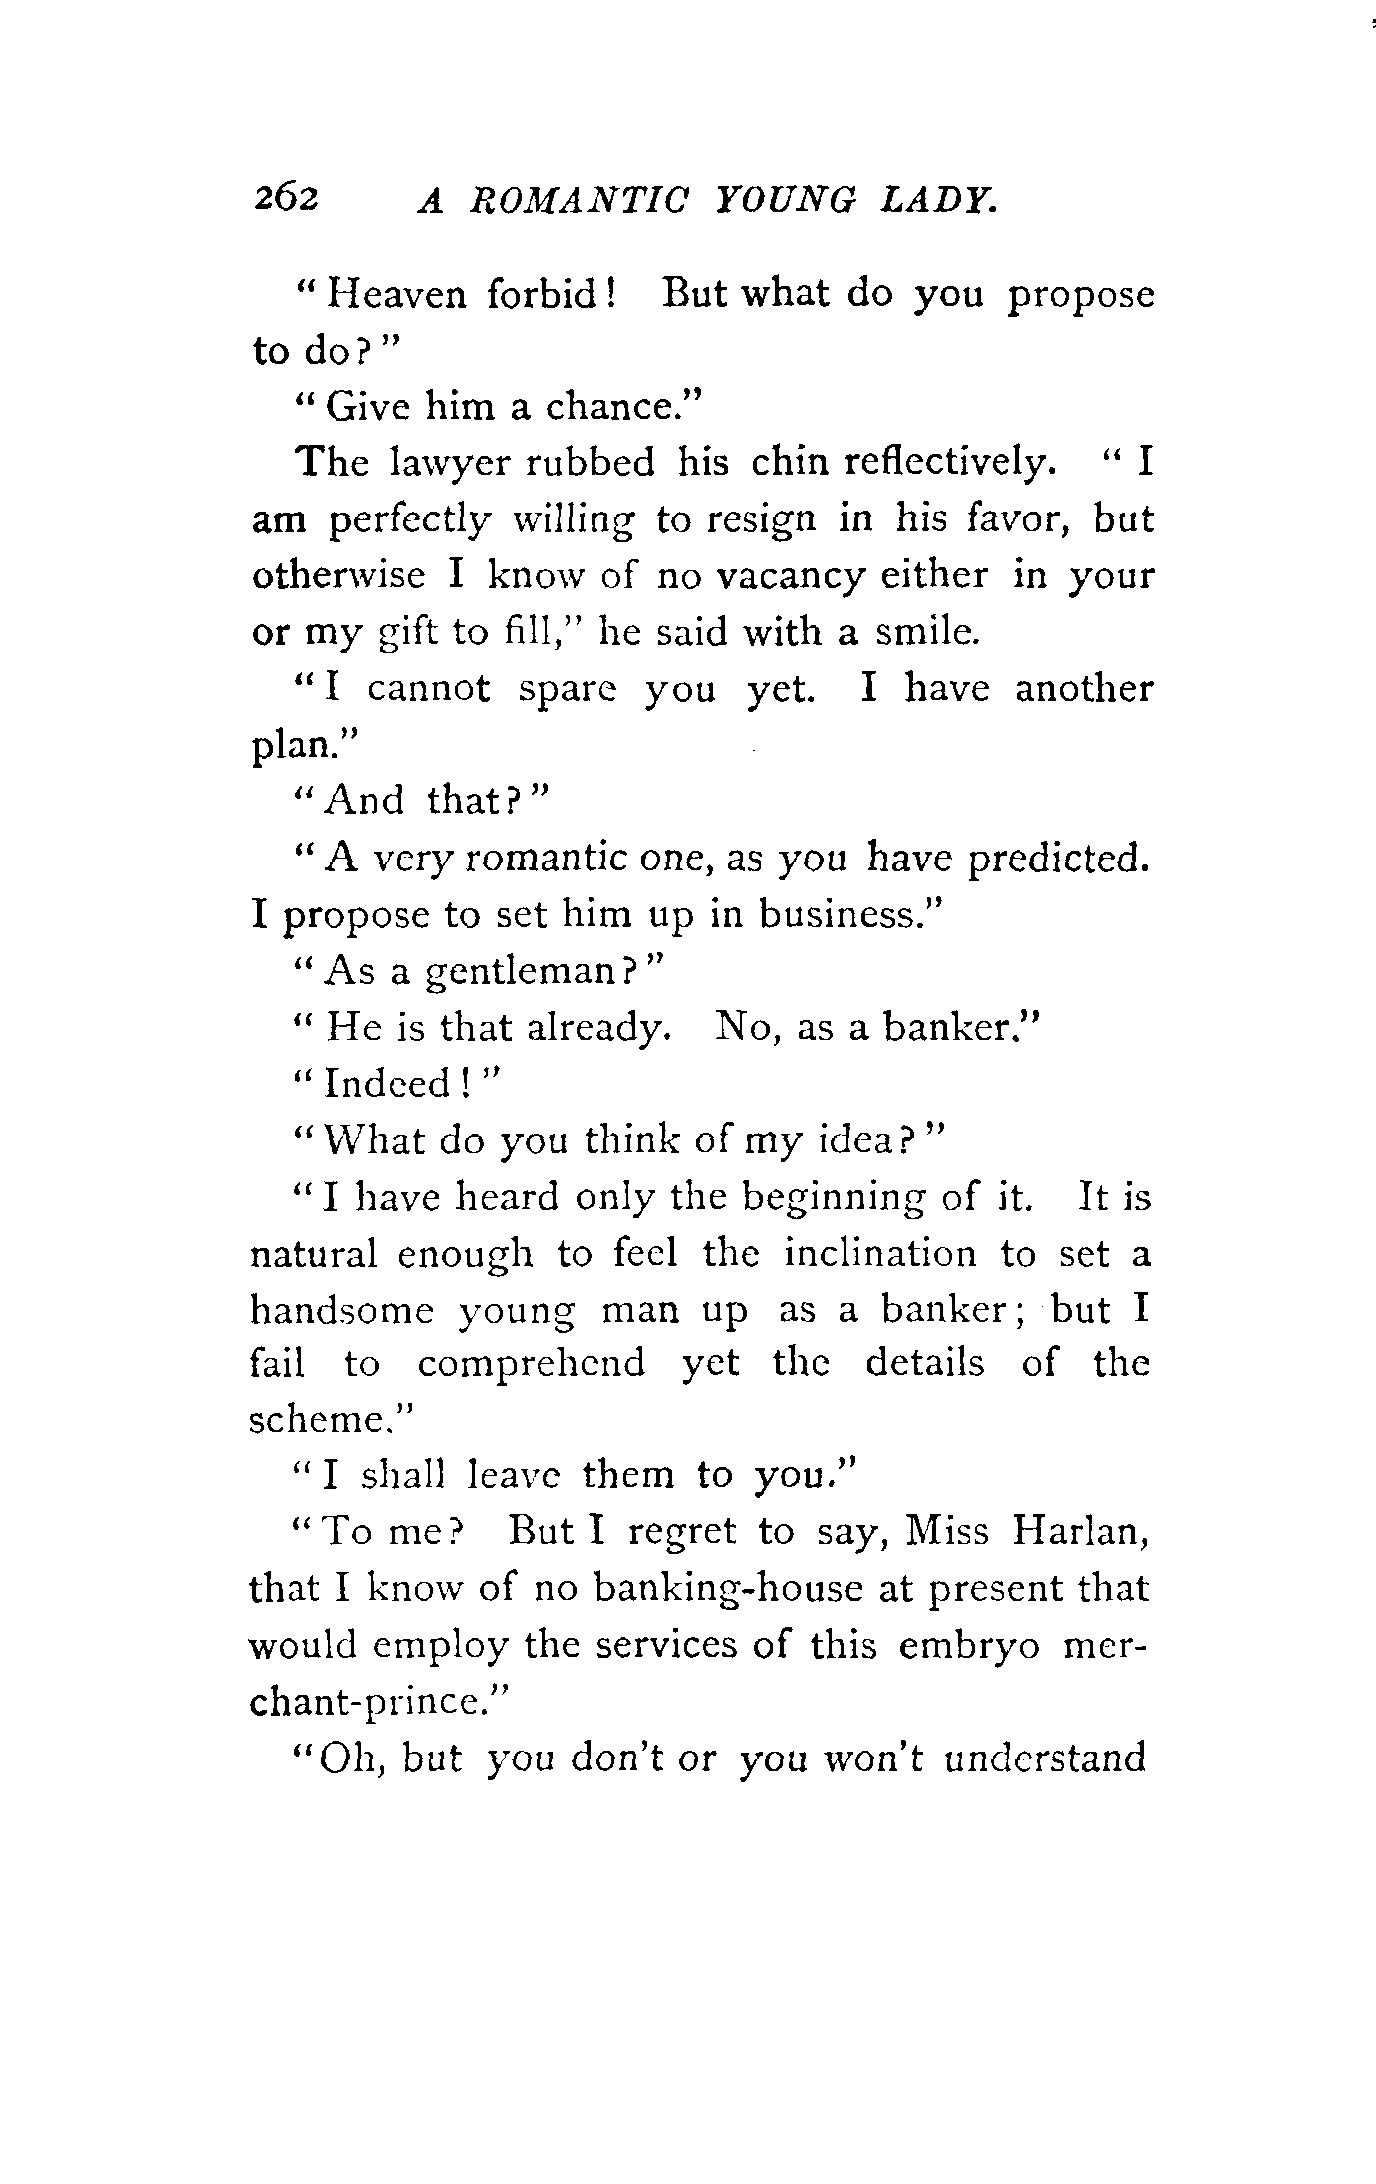 262 A ROMANTIC YOUNG LADY.
“Heaven forbid! But what do you propose
to do?”
“Give him a chance.”
The lawyer rubbed his chin reflectively. “I
am perfectly willing to resign in his favor, but
otherwise I know of no vacancy either in your
or my gift to fill,” he said with a smile.
“I cannot spare you yet. I have another
plan.”
“And that?”
“A very romantic one, as you have predicted.
I propose to set him up in business.”
“As a gentleman?”
“He is that already. No, as a banker.”
“Indeed!”
“What do you think of my idea?”
“I have heard only the beginning of it. It is
natural enough to feel the inclination to set a
handsome young man up as a banker; but I
fail to comprehend yet the details of the
scheme.”
“I shall leave them to you.”
“To me? But I regret to say, Miss Harlan,
that I know of no banking-house at present that
would employ the services of this embryo mer-
chant-prince.”
“Oh, but you don't or you won't understand